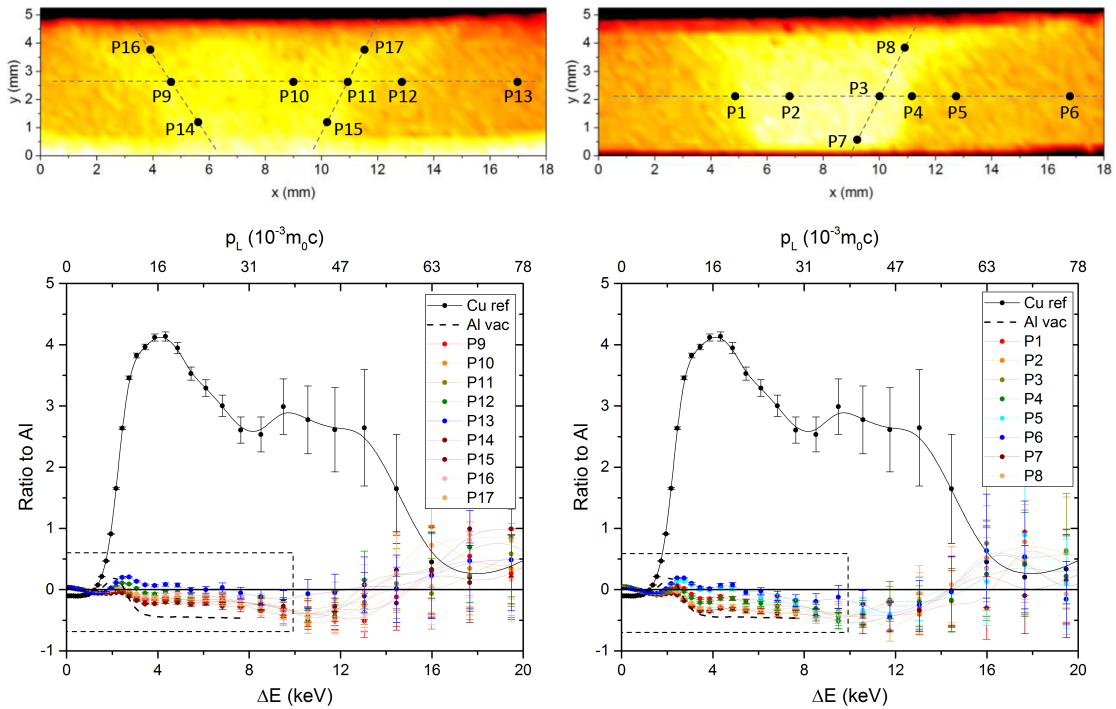 5
4
3
2
1
0
y (mm)
P16
P17
P9
P10
P11
P12
P13
P14
P15
0 2 4 6 8 10 12 14 16 18
x (mm)
5
4
3
2
1
0
y (mm)
P8
P3
P1
P2
P4
P5
P6
P7
0 2 4 6 8 10 12 14 16 18
x (mm)
p_L (10⁻³m₀c)
0 16 31 47 63 78
5
4
3
2
1
0
-1
Ratio to Al
Cu ref
Al vac
P9
P10
P11
P12
P13
P14
P15
P16
P17
0 4 8 12 16 20
ΔE (keV)
p_L (10⁻³m₀c)
0 16 31 47 63 78
5
4
3
2
1
0
-1
Ratio to Al
Cu ref
Al vac
P1
P2
P3
P4
P5
P6
P7
P8
0 4 8 12 16 20
ΔE (keV)